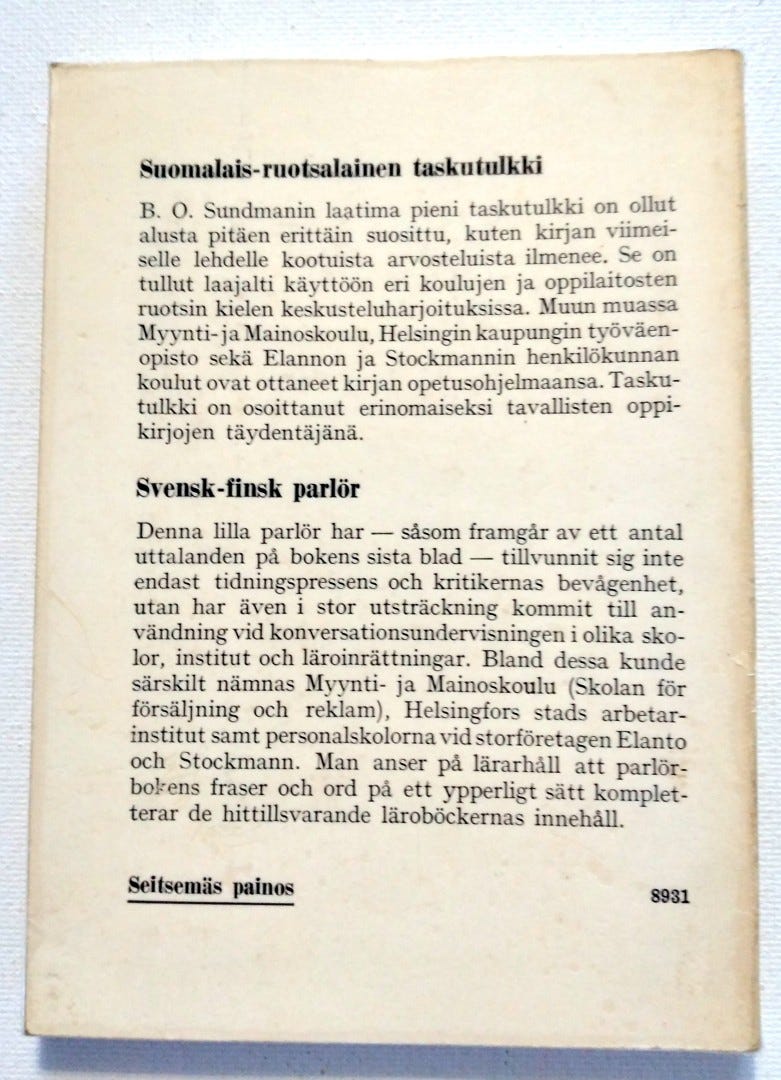 Suomalais-ruotsalainen taskutulkki
B. O. Sundmanin laatima pieni taskutulkki on ollut
alusta pitäen erittäin suosittu, kuten kirjan viimei-
selle lehdelle kootuista arvosteluista ilmenee. Se on
tullut laajalti käyttöön eri koulujen ja oppilaitosten
ruotsin kielen keskusteluharjoituksissa. Muun muassa
Myynti- ja Mainoskoulu, Helsingin kaupungin työväen-
opisto sekä Elannon ja Stockmannin henkilökunnan
koulut ovat ottaneet kirjan opetusohjelmaansa. Tasku-
tulkki on osoittanut erinomaiseksi tavallisten oppi-
kirjojen täydentäjänä.
Svensk-finsk parlör
Denna lilla parlör har — såsom framgår av ett antal
uttalanden på bokens sista blad — tillvunnit sig inte
endast tidningspressens och kritikernas bevågenhet,
utan har även i stor utsträckning kommit till an-
vändning vid konversationsundervisningen i olika sko-
lor, institut och läroinrättningar. Bland dessa kunde
särskilt nämnas Myynti- ja Mainoskoulu (Skolan för
försäljning och reklam), Helsingfors stads arbetar-
institut samt personalskolorna vid storföretagen Elanto
och Stockmann. Man anser på lärarhåll att parlör-
bokens fraser och ord på ett ypperligt sätt komplet-
terar de hittillsvarande läroböckernas innehåll.
Seitsemäs painos
8931